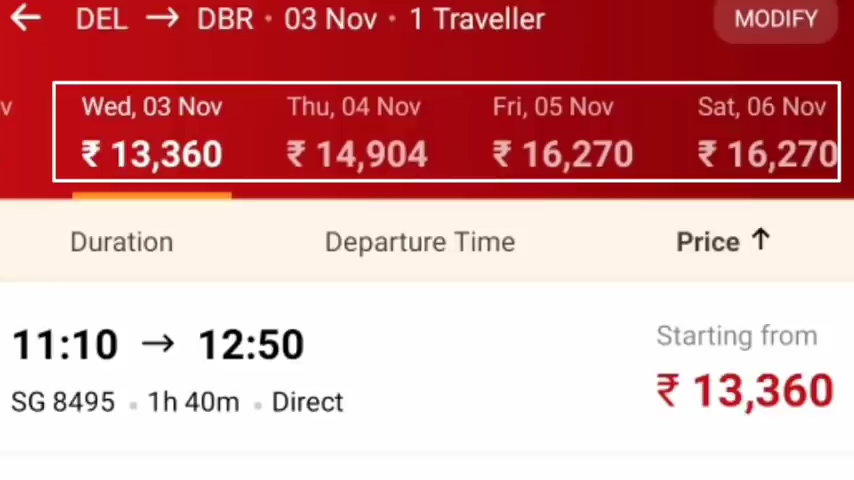 ← DEL → DBR • 03 Nov • 1 Traveller MODIFY
v Wed, 03 Nov Thu, 04 Nov Fri, 05 Nov Sat, 06 Nov
₹ 13,360 ₹ 14,904 ₹ 16,270 ₹ 16,270
Duration Departure Time Price ↑
11:10 → 12:50 Starting from
SG 8495 • 1h 40m • Direct ₹ 13,360